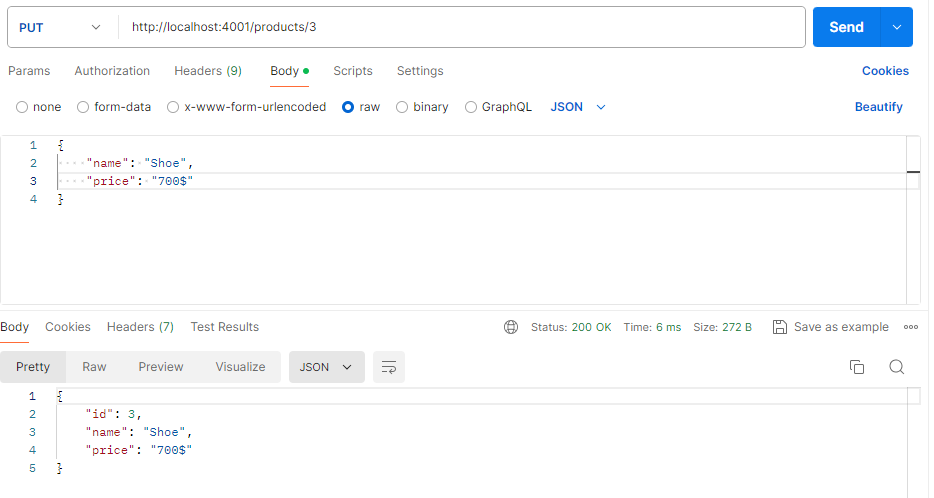 PUT http://localhost:4001/products/3 Send
Params Authorization Headers (9) Body Scripts Settings Cookies
none form-data x-www-form-urlencoded raw binary GraphQL JSON Beautify
1 {
2 "name": "Shoe",
3 "price": "700$"
4 }
Body Cookies Headers (7) Test Results Status: 200 OK Time: 6 ms Size: 272 B Save as example
Pretty Raw Preview Visualize JSON
1 {
2 "id": 3,
3 "name": "Shoe",
4 "price": "700$"
5 }